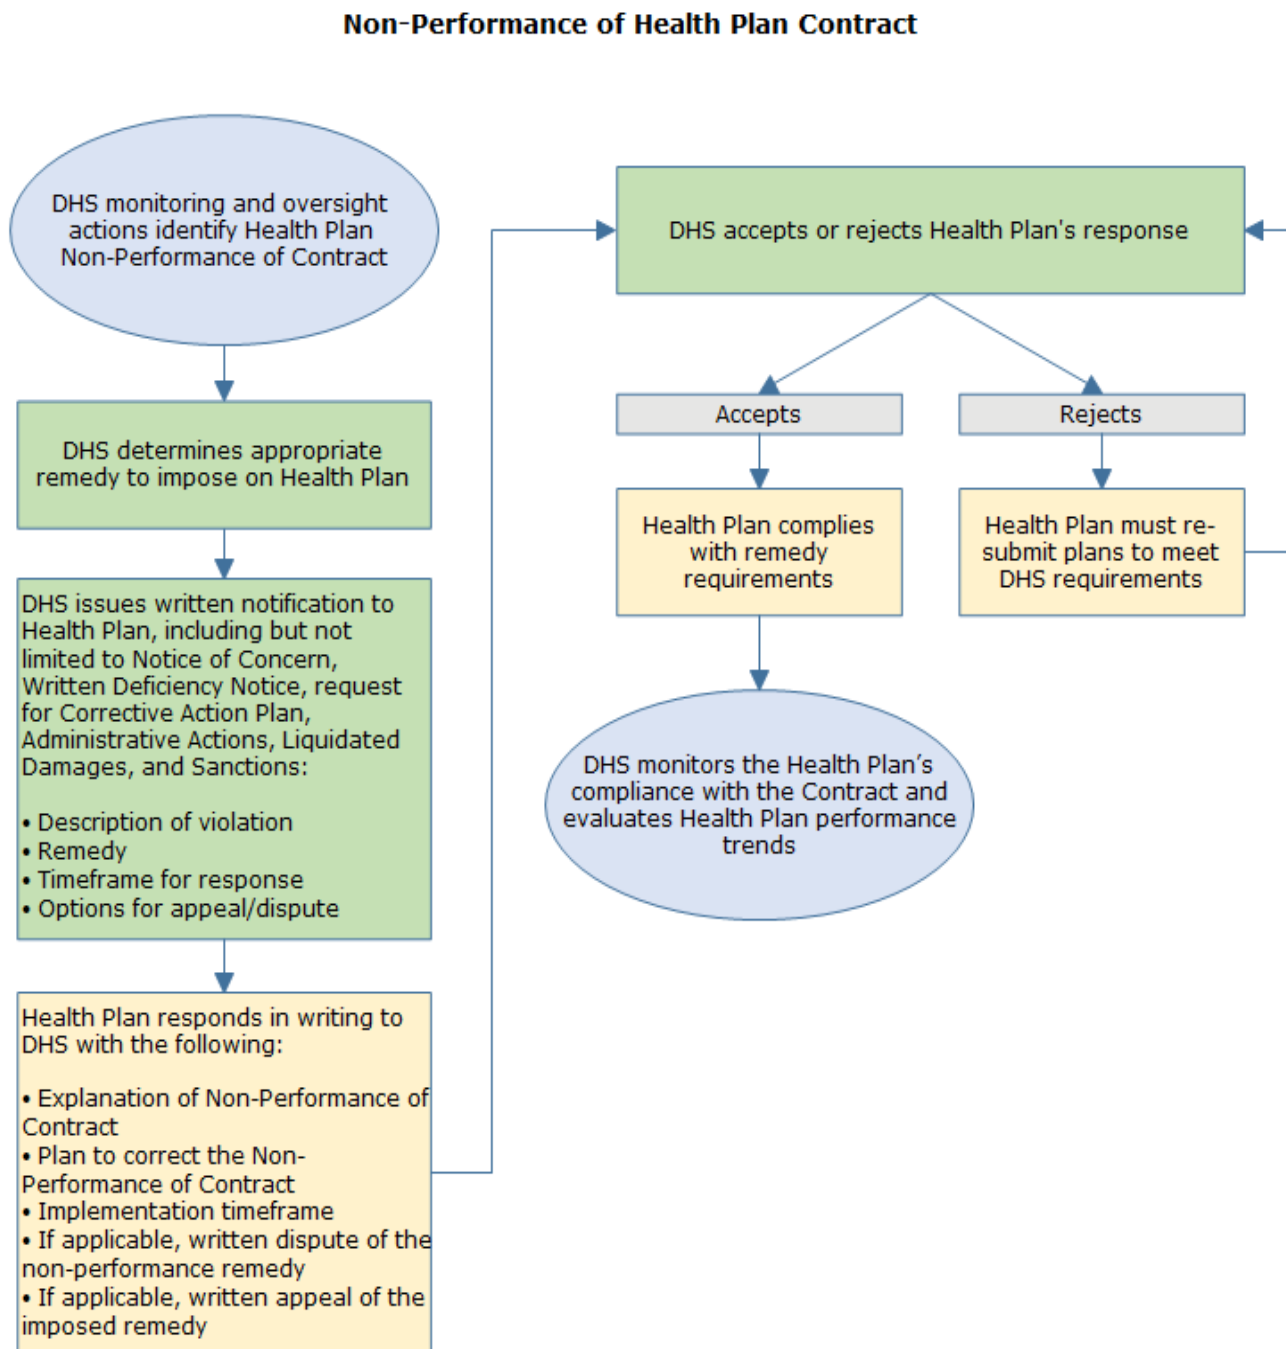 Non-Performance of Health Plan Contract
DHS monitoring and oversight
actions identify Health Plan
Non-Performance of Contract
DHS determines appropriate
remedy to impose on Health Plan
DHS issues written notification to
Health Plan, including but not
limited to Notice of Concern,
Written Deficiency Notice, request
for Corrective Action Plan,
Administrative Actions, Liquidated
Damages, and Sanctions:
• Description of violation
• Remedy
• Timeframe for response
• Options for appeal/dispute
Health Plan responds in writing to
DHS with the following:
• Explanation of Non-Performance of
Contract
• Plan to correct the Non-
Performance of Contract
• Implementation timeframe
• If applicable, written dispute of the
non-performance remedy
• If applicable, written appeal of the
imposed remedy
DHS accepts or rejects Health Plan's response
Accepts
Rejects
Health Plan complies
with remedy
requirements
Health Plan must re-
submit plans to meet
DHS requirements
DHS monitors the Health Plan’s
compliance with the Contract and
evaluates Health Plan performance
trends